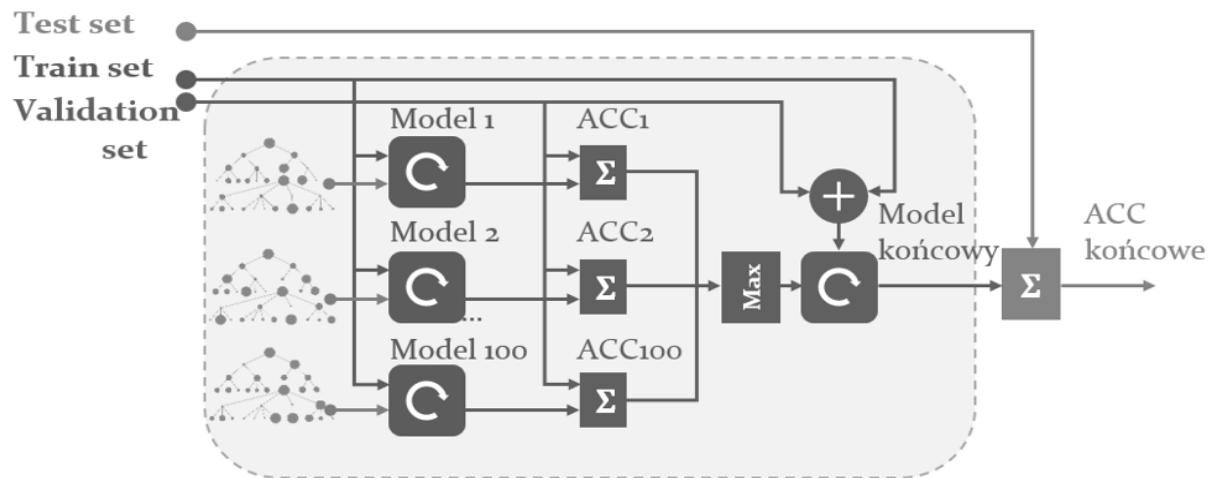 Test set
Train set
Validation
set
Model 1
ACC1
Σ
Model 2
ACC2
Σ
...
Model 100
ACC100
Σ
Max
+
Model
końcowy
Σ
ACC
końcowe